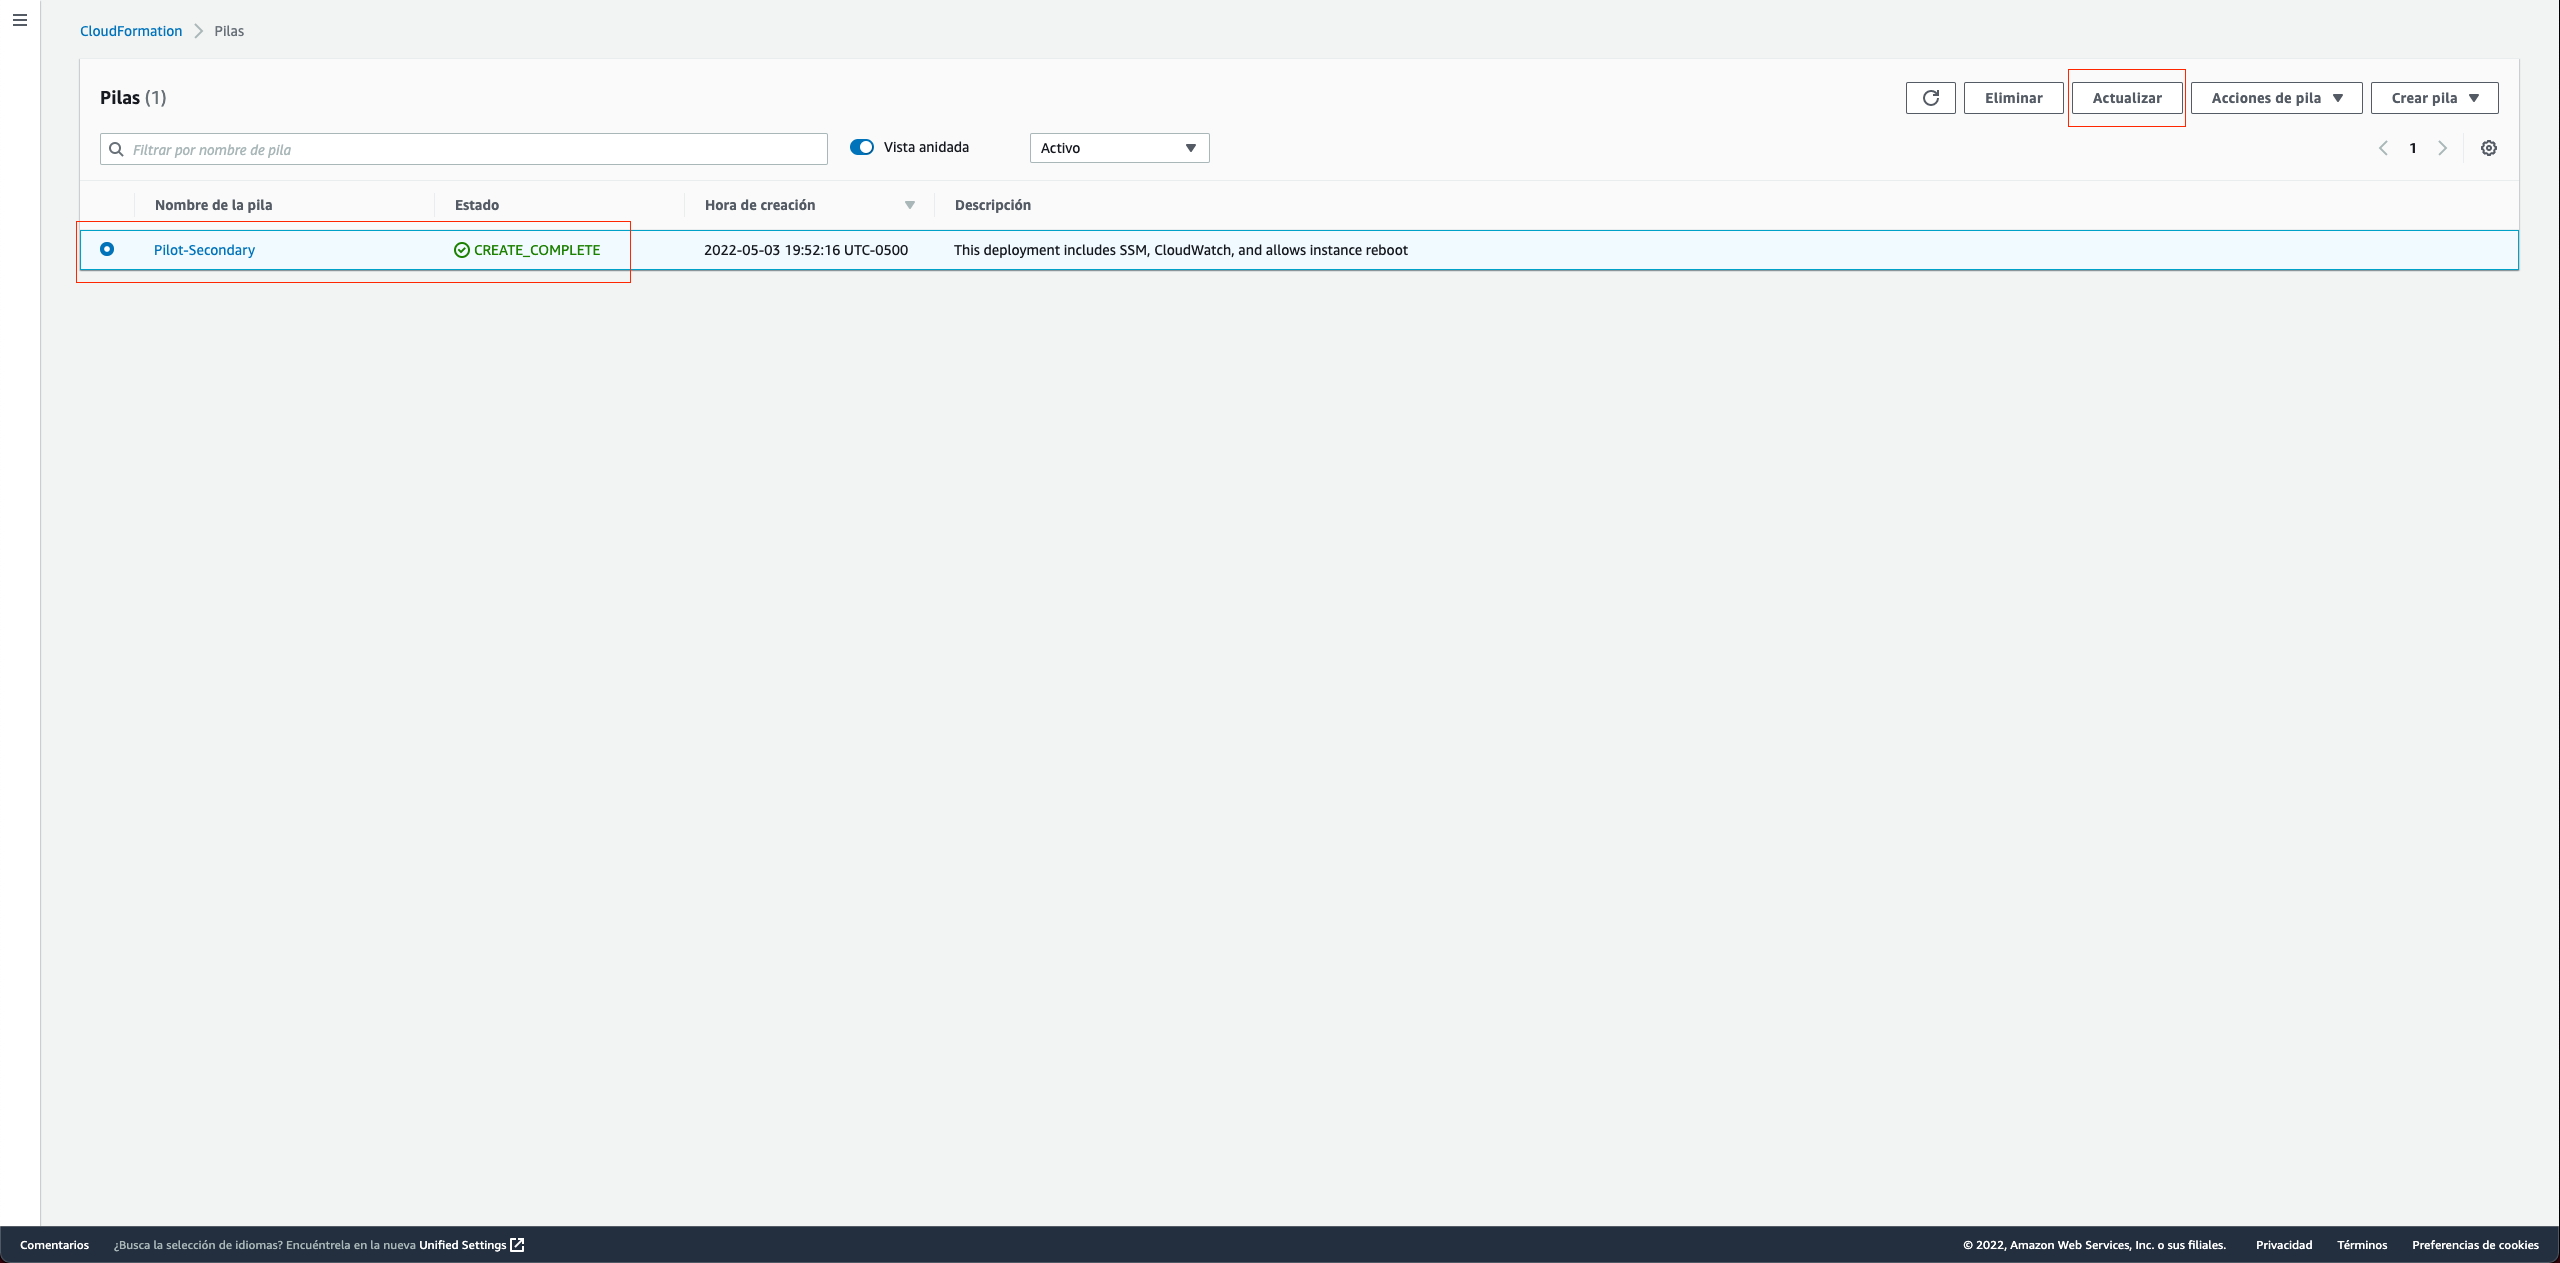 CloudFormation Pilas
Pilas (1)
Eliminar Actualizar Acciones de pila Crear pila
Filtrar por nombre de pila Vista anidada Activo 1
Nombre de la pila Estado Hora de creación Descripción
Pilot-Secondary CREATE_COMPLETE 2022-05-03 19:52:16 UTC-0500 This deployment includes SSM, CloudWatch, and allows instance reboot
Comentarios ¿Busca la selección de idiomas? Encuéntrela en la nueva Unified Settings © 2022, Amazon Web Services, Inc. o sus filiales. Privacidad Términos Preferencias de cookies